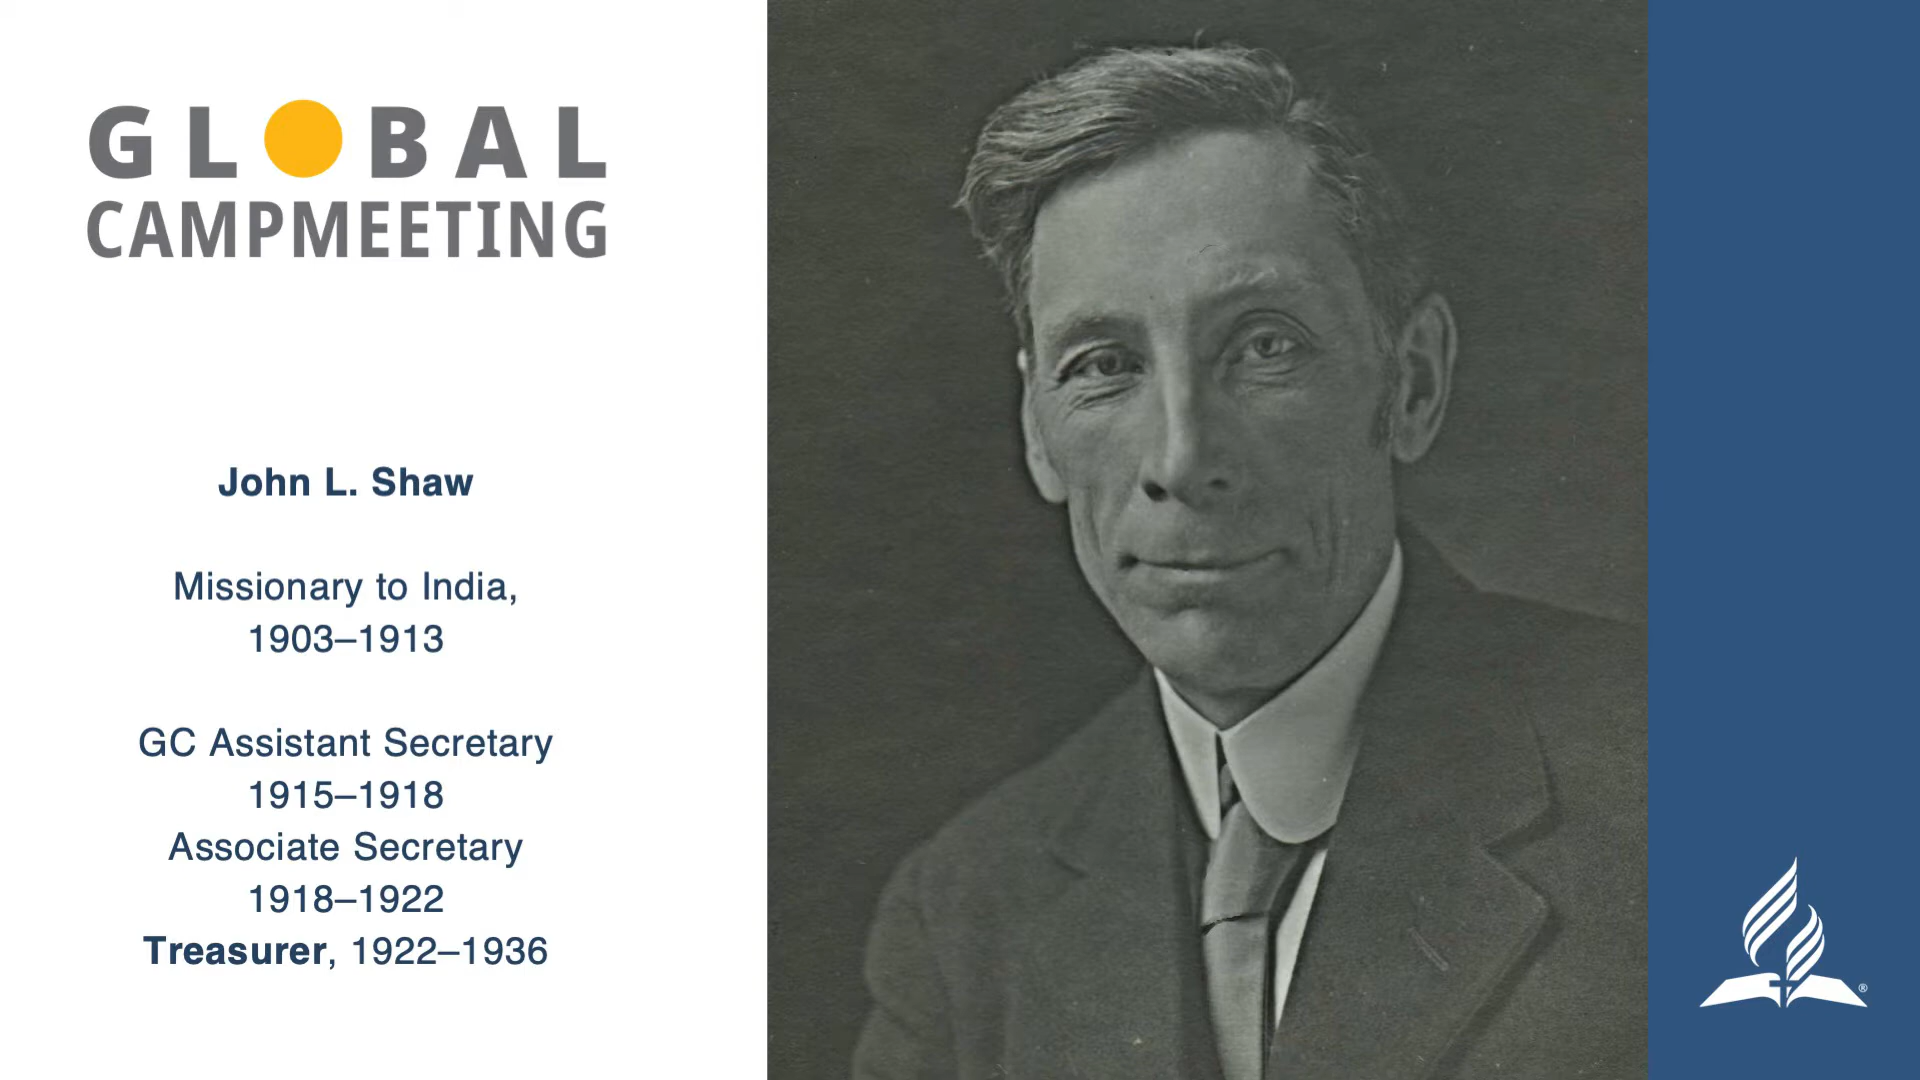 GLOBAL
CAMPMEETING
John L. Shaw
Missionary to India,
1903–1913
GC Assistant Secretary
1915–1918
Associate Secretary
1918–1922
Treasurer, 1922–1936
®